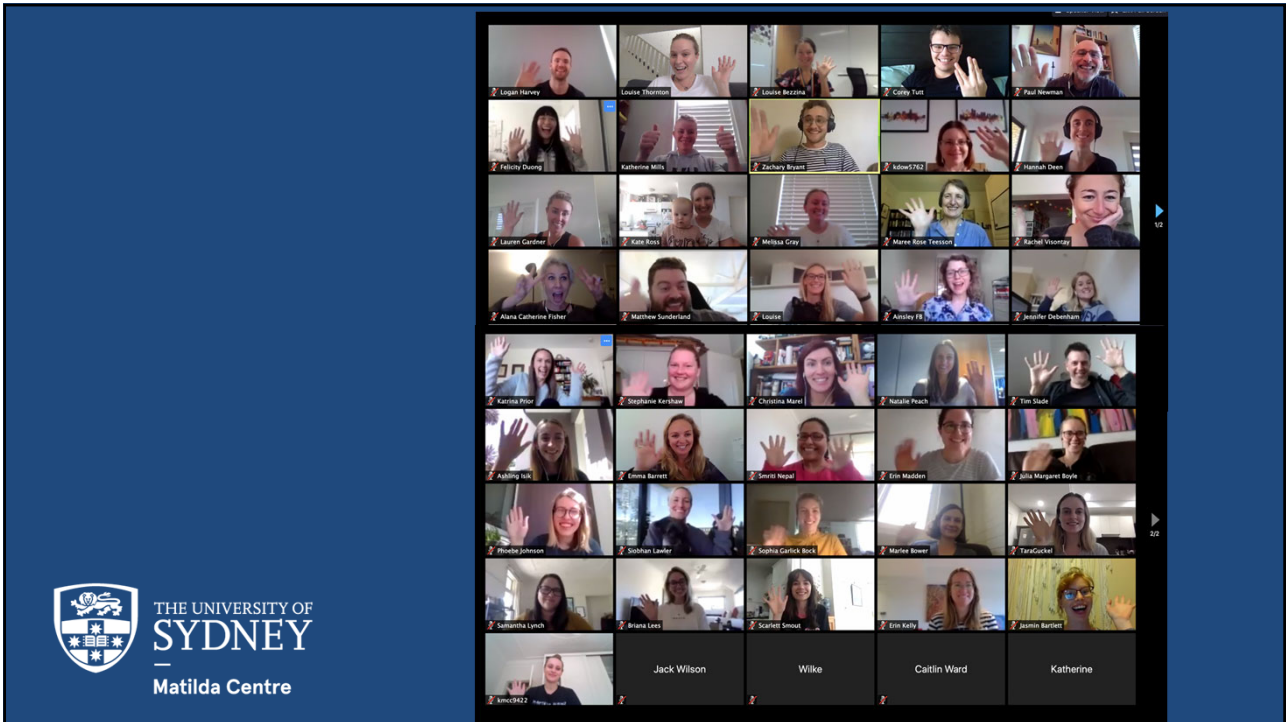 Logan Harvey
Louise Thornton
Louise Bezzina
Corey Tutt
Paul Newman
Felicity Duong
Katherine Mills
Zachary Bryant
kdow5762
Hannah Deen
1/2
Lauren Gardner
Kate Ross
Melissa Gray
Maree Rose Teesson
Rachel Visontay
Alana Catherine Fisher
Matthew Sunderland
Louise
Ainsley FB
Jennifer Debenham
Katrina Prior
Stephanie Kershaw
Christina Marel
Natalie Peach
Tim Slade
Ashling Isik
Emma Barrett
Smriti Nepal
Erin Madden
Julia Margaret Boyle
2/2
Phoebe Johnson
Siobhan Lawler
Sophia Garlick Bock
Marlee Bower
TaraGuckel
Samantha Lynch
Briana Lees
Scarlett Smout
Erin Kelly
Jasmin Bartlett
kmcc9422
Jack Wilson
Wilke
Caitlin Ward
Katherine
THE UNIVERSITY OF
SYDNEY
Matilda Centre